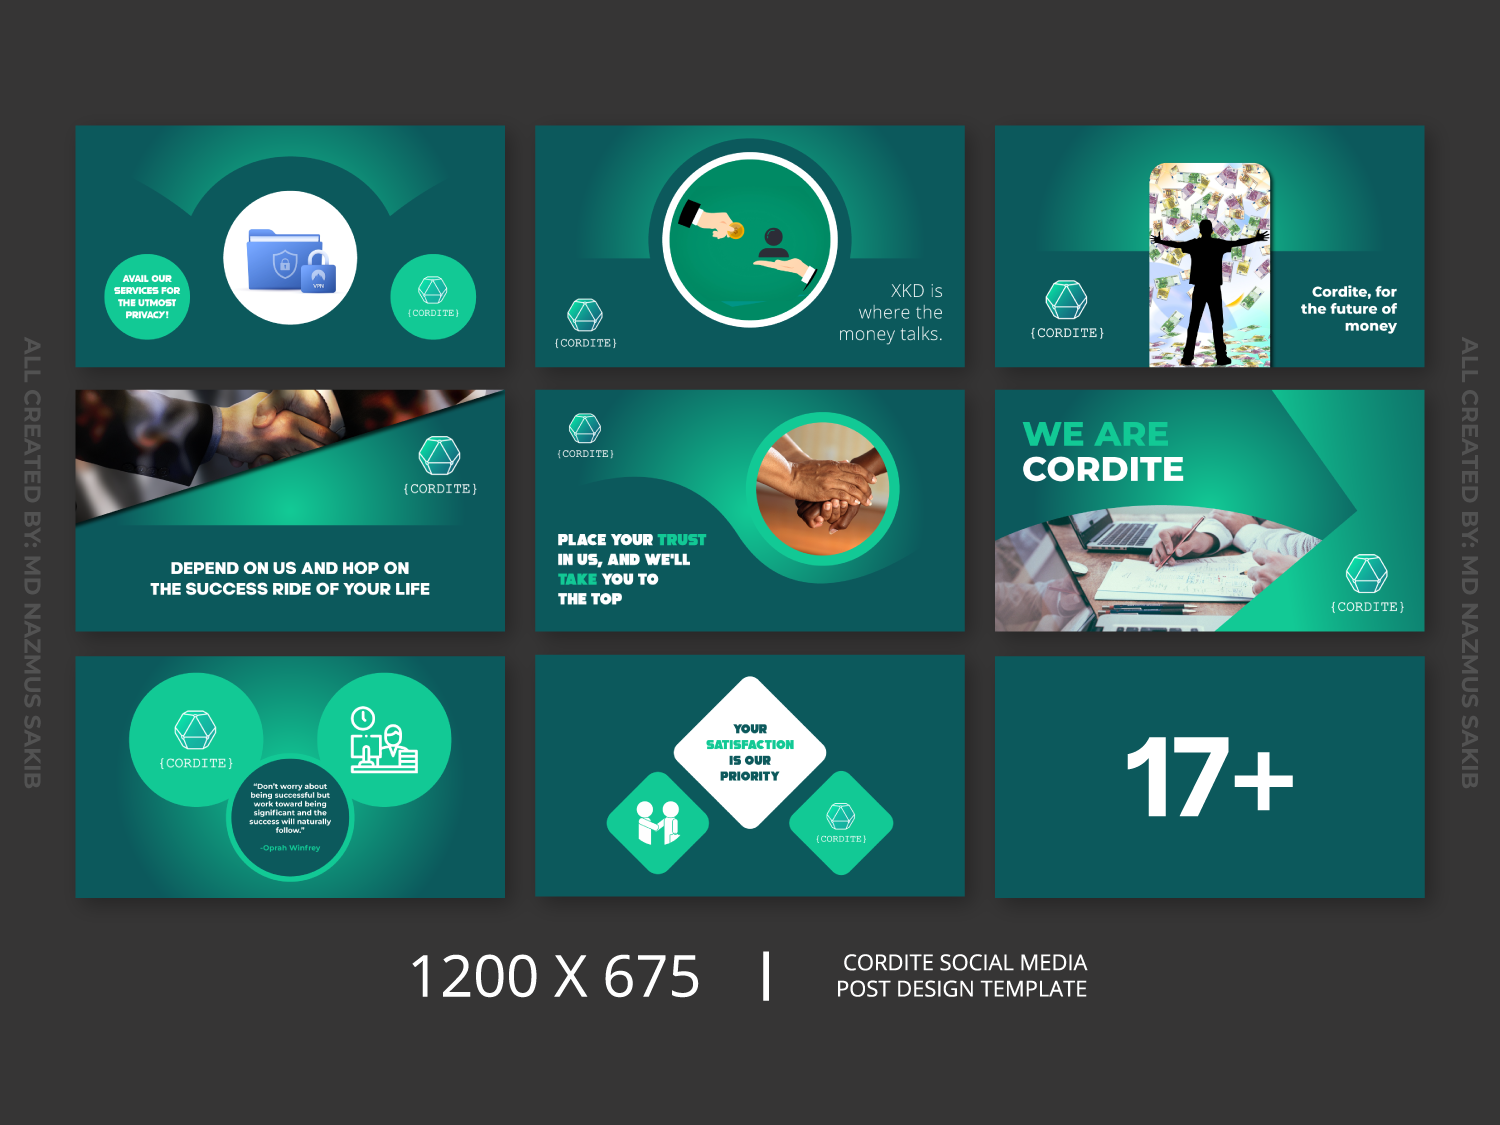 AVAIL OUR
SERVICES FOR
THE UTMOST
PRIVACY!
VPN
{CORDITE}
{CORDITE}
XKD is
where the
money talks.
{CORDITE}
Cordite, for
the future of
money
{CORDITE}
DEPEND ON US AND HOP ON
THE SUCCESS RIDE OF YOUR LIFE
{CORDITE}
PLACE YOUR TRUST
IN US, AND WE'LL
TAKE YOU TO
THE TOP
WE ARE
CORDITE
{CORDITE}
{CORDITE}
"Don't worry about
being successful but
work toward being
significant and the
success will naturally
follow."
-Oprah Winfrey
YOUR
SATISFACTION
IS OUR
PRIORITY
{CORDITE}
17+
1200 X 675
CORDITE SOCIAL MEDIA
POST DESIGN TEMPLATE
ALL CREATED BY: MD NAZMUS SAKIB
ALL CREATED BY: MD NAZMUS SAKIB